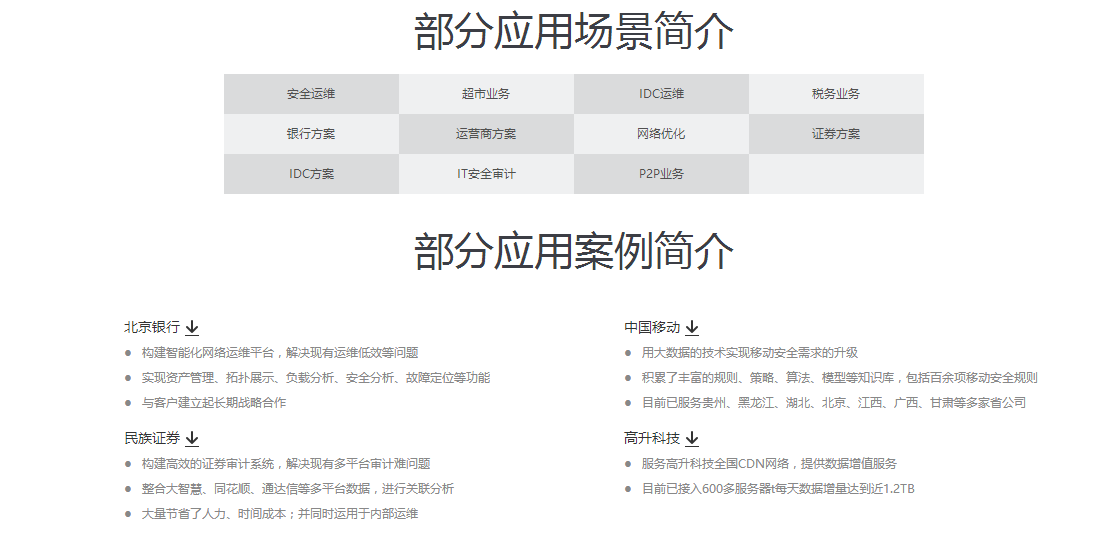 部分应用场景简介
安全运维 超市业务 IDC运维 税务业务
银行方案 运营商方案 网络优化 证券方案
IDC方案 IT安全审计 P2P业务
部分应用案例简介
北京银行
构建智能化网络运维平台，解决现有运维低效等问题
实现资产管理、拓扑展示、负载分析、安全分析、故障定位等功能
与客户建立起长期战略合作
中国移动
用大数据的技术实现移动安全需求的升级
积累了丰富的规则、策略、算法、模型等知识库，包括百余项移动安全规则
目前已服务贵州、黑龙江、湖北、北京、江西、广西、甘肃等多家省公司
民族证券
构建高效的证券审计系统，解决现有多平台审计难问题
整合大智慧、同花顺、通达信等多平台数据，进行关联分析
大量节省了人力、时间成本；并同时运用于内部运维
高升科技
服务高升科技全国CDN网络，提供数据增值服务
目前已接入600多服务器t每天数据增量达到近1.2TB